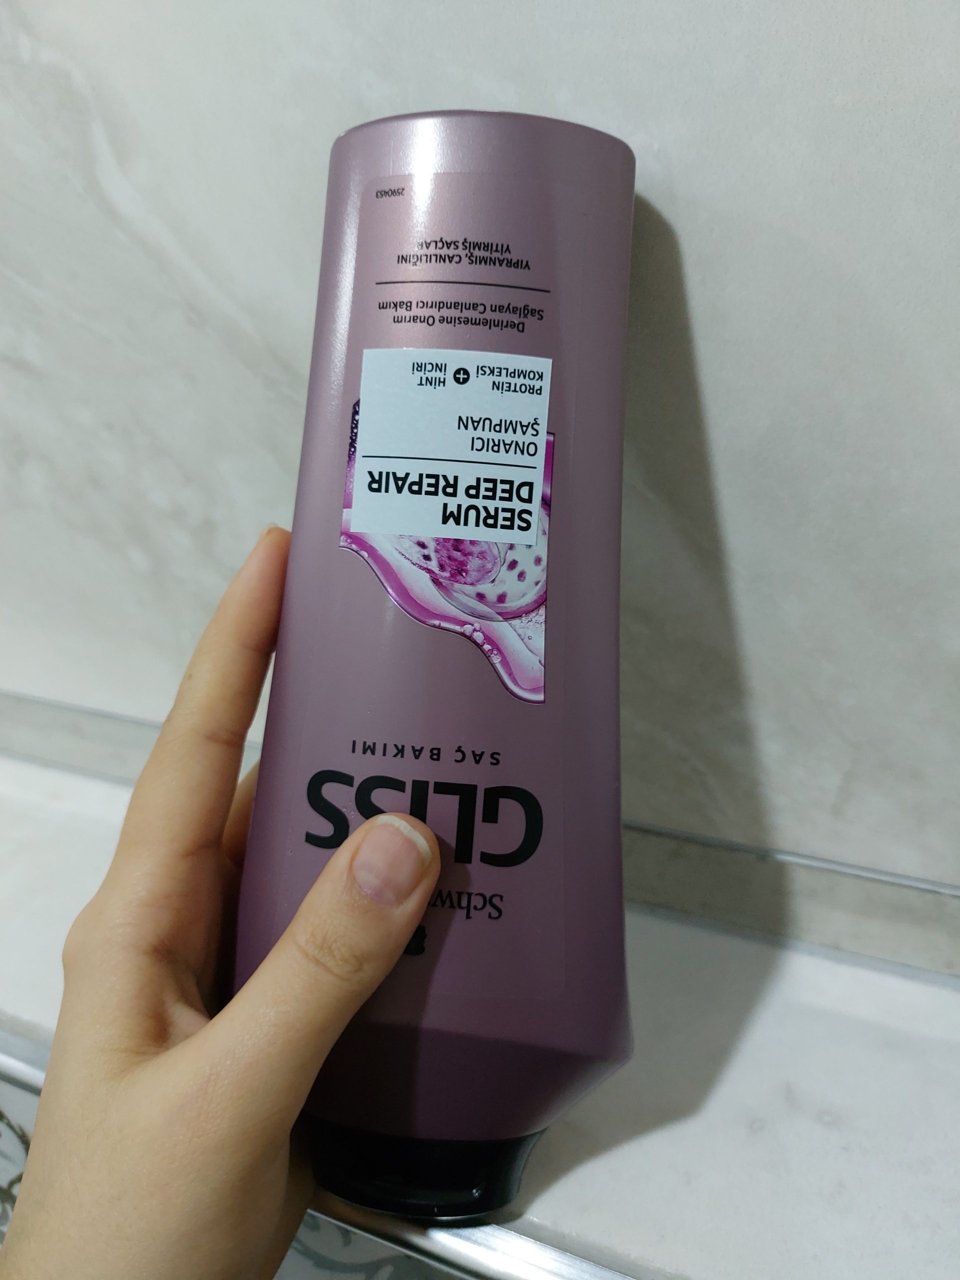 Schw
GLISS
SAÇ BAKIMI
SERUM
DEEP REPAIR
ONARICI
ŞAMPUAN
PROTEİN
KOMPLEKSİ + HİNT
İNCİRİ
Derinlemesine Onarım
Sağlayan Canlandırıcı Bakım
YIPRANMIŞ, CANLILIĞINI
YİTİRMİŞ SAÇLAR
2590453